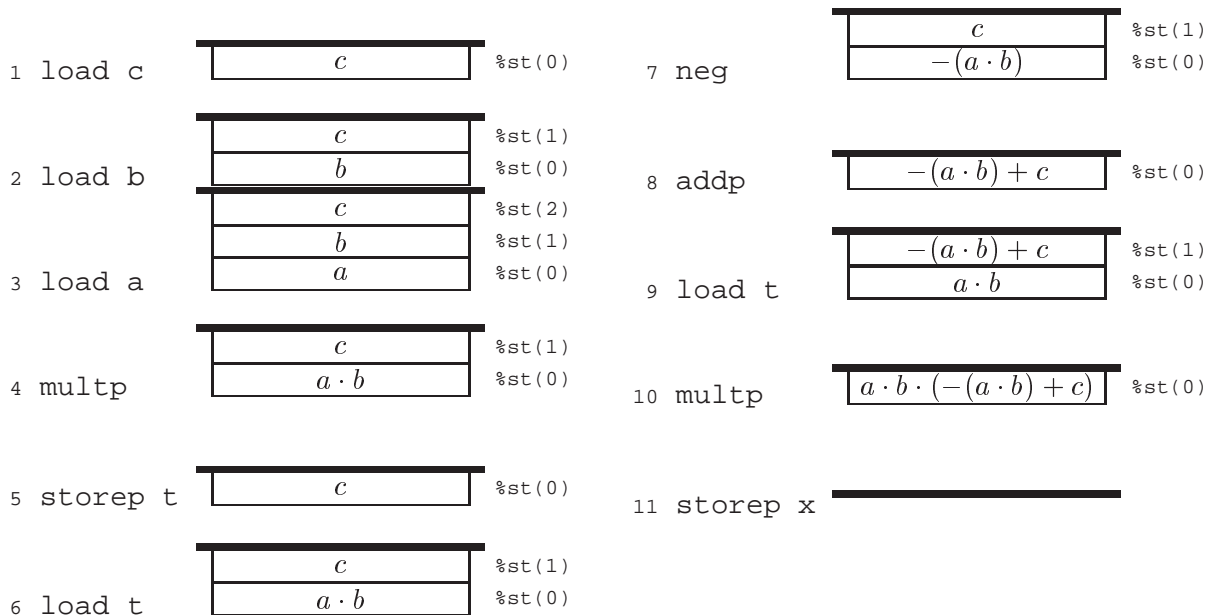 1 load c
c %st(0)
2 load b
c %st(1)
b %st(0)
3 load a
c %st(2)
b %st(1)
a %st(0)
4 multp
c %st(1)
a · b %st(0)
5 storep t
c %st(0)
6 load t
c %st(1)
a · b %st(0)
7 neg
c %st(1)
−(a · b) %st(0)
8 addp
−(a · b) + c %st(0)
9 load t
−(a · b) + c %st(1)
a · b %st(0)
10 multp
a · b · (−(a · b) + c) %st(0)
11 storep x